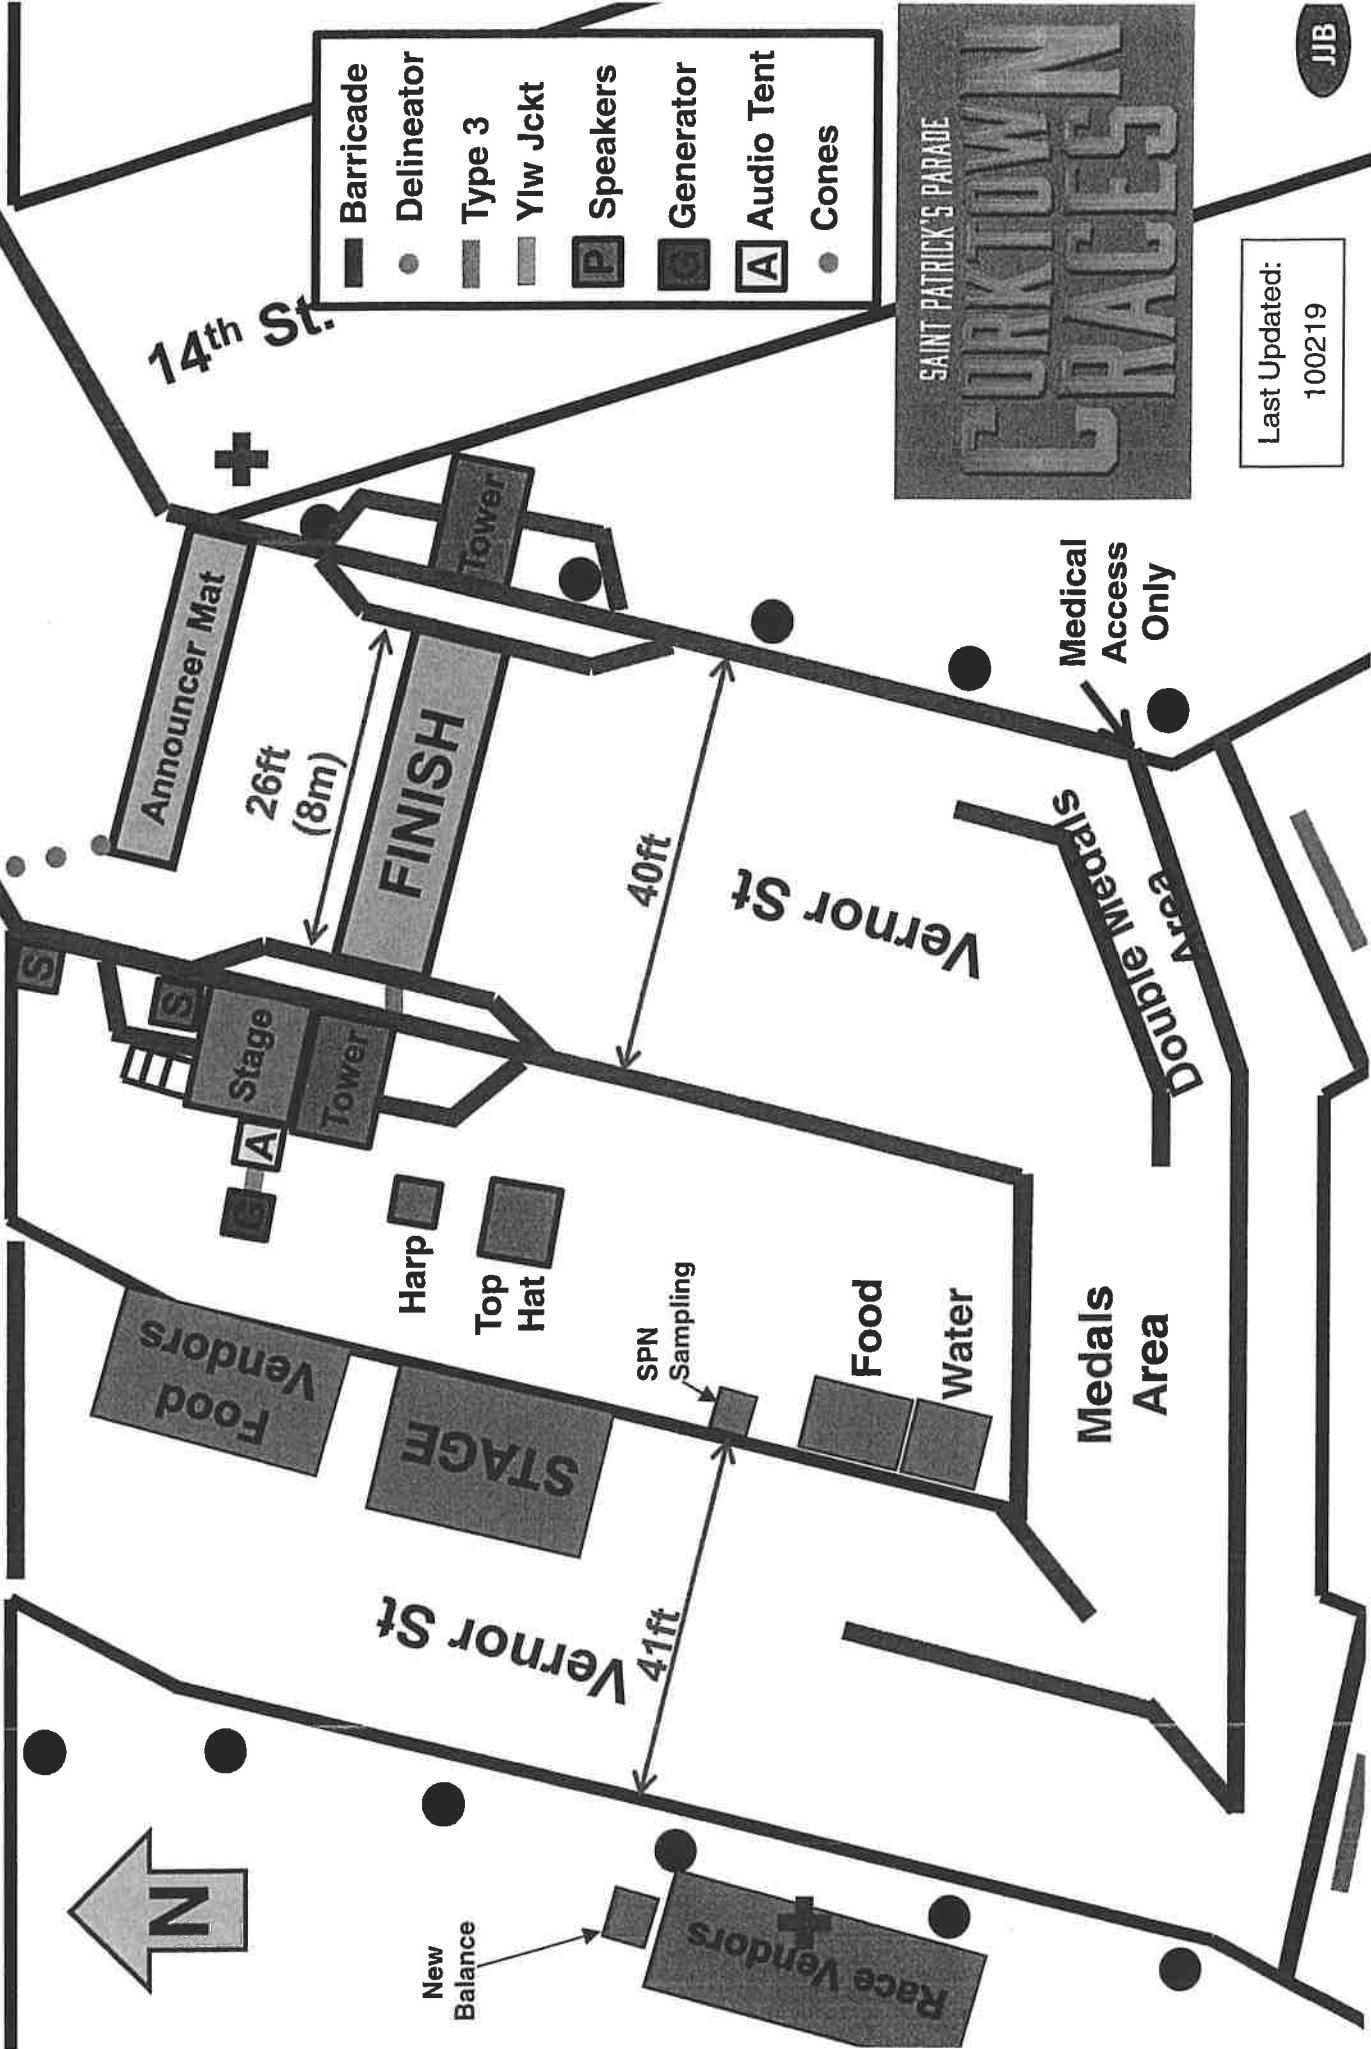 Barricade
Delineator
Type 3
Ylw Jckt
P Speakers
G Generator
A Audio Tent
Cones
SAINT PATRICK'S PARADE
CORKTOWN
RACES
JJB
Last Updated:
100219
14th St.
Tower
Announcer Mat
26ft
(8m)
FINISH
40ft
Vernor St
Medical
Access
Only
Double Medals
Area
S
S
Stage
Tower
A
G
Harp
Top
Hat
SPN
Sampling
Food
Water
Medals
Area
Food
Vendors
STAGE
Vernor St
41ft
N
New
Balance
Race Vendors